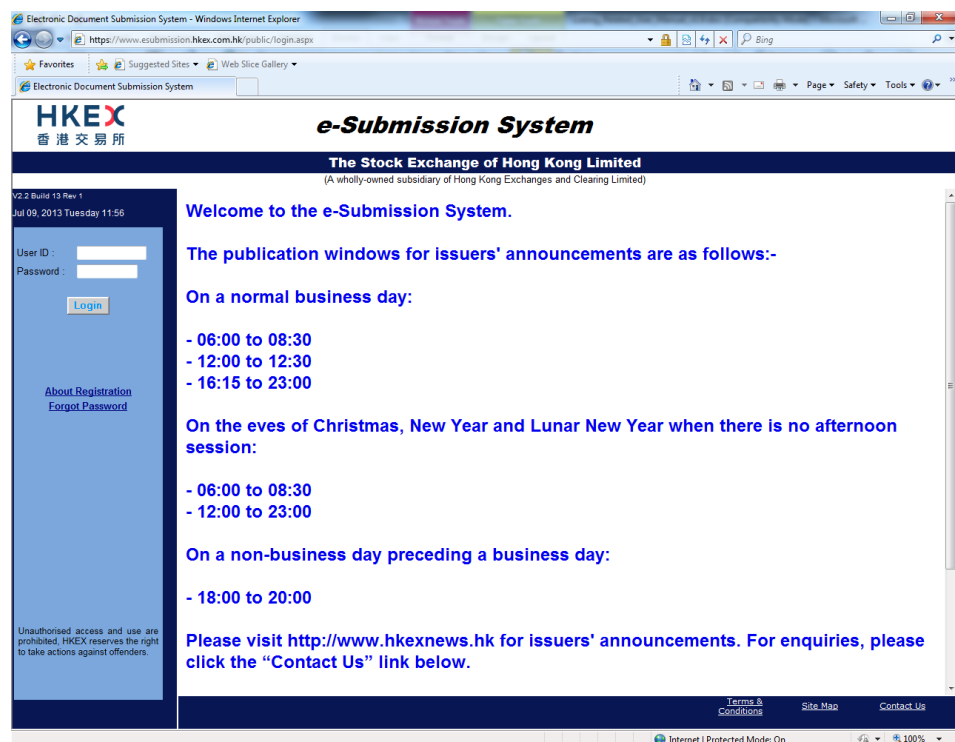 Electronic Document Submission System - Windows Internet Explorer
https://www.esubmission.hkex.com.hk/public/login.aspx
Bing
Favorites Suggested Sites Web Slice Gallery
Electronic Document Submission System
Page Safety Tools
HKEX
香港交易所
e-Submission System
The Stock Exchange of Hong Kong Limited
(A wholly-owned subsidiary of Hong Kong Exchanges and Clearing Limited)
V2.2 Build 13 Rev 1
Jul 09, 2013 Tuesday 11:56
User ID :
Password :
Login
About Registration
Forgot Password
Unauthorised access and use are
prohibited, HKEX reserves the right
to take actions against offenders.
Welcome to the e-Submission System.
The publication windows for issuers' announcements are as follows:-
On a normal business day:
- 06:00 to 08:30
- 12:00 to 12:30
- 16:15 to 23:00
On the eves of Christmas, New Year and Lunar New Year when there is no afternoon
session:
- 06:00 to 08:30
- 12:00 to 23:00
On a non-business day preceding a business day:
- 18:00 to 20:00
Please visit http://www.hkexnews.hk for issuers' announcements. For enquiries, please
click the “Contact Us” link below.
Terms &
Conditions
Site Map
Contact Us
Internet | Protected Mode: On
100%